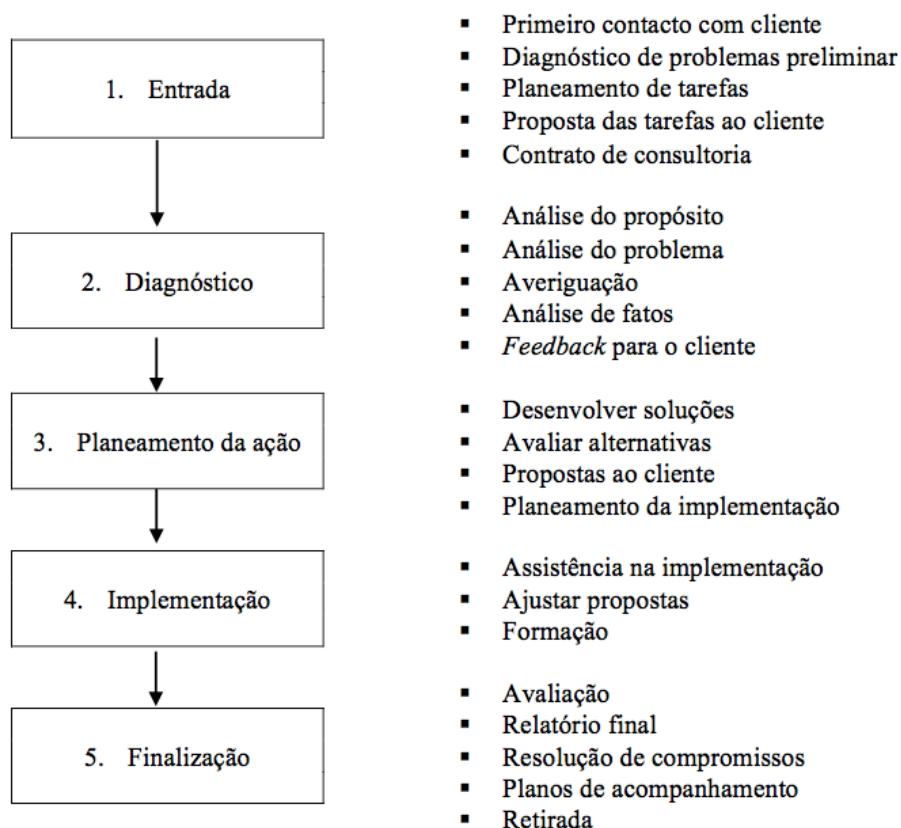 1. Entrada
▪ Primeiro contacto com cliente
▪ Diagnóstico de problemas preliminar
▪ Planeamento de tarefas
▪ Proposta das tarefas ao cliente
▪ Contrato de consultoria
2. Diagnóstico
▪ Análise do propósito
▪ Análise do problema
▪ Averiguação
▪ Análise de fatos
▪ Feedback para o cliente
3. Planeamento da ação
▪ Desenvolver soluções
▪ Avaliar alternativas
▪ Propostas ao cliente
▪ Planeamento da implementação
4. Implementação
▪ Assistência na implementação
▪ Ajustar propostas
▪ Formação
5. Finalização
▪ Avaliação
▪ Relatório final
▪ Resolução de compromissos
▪ Planos de acompanhamento
▪ Retirada